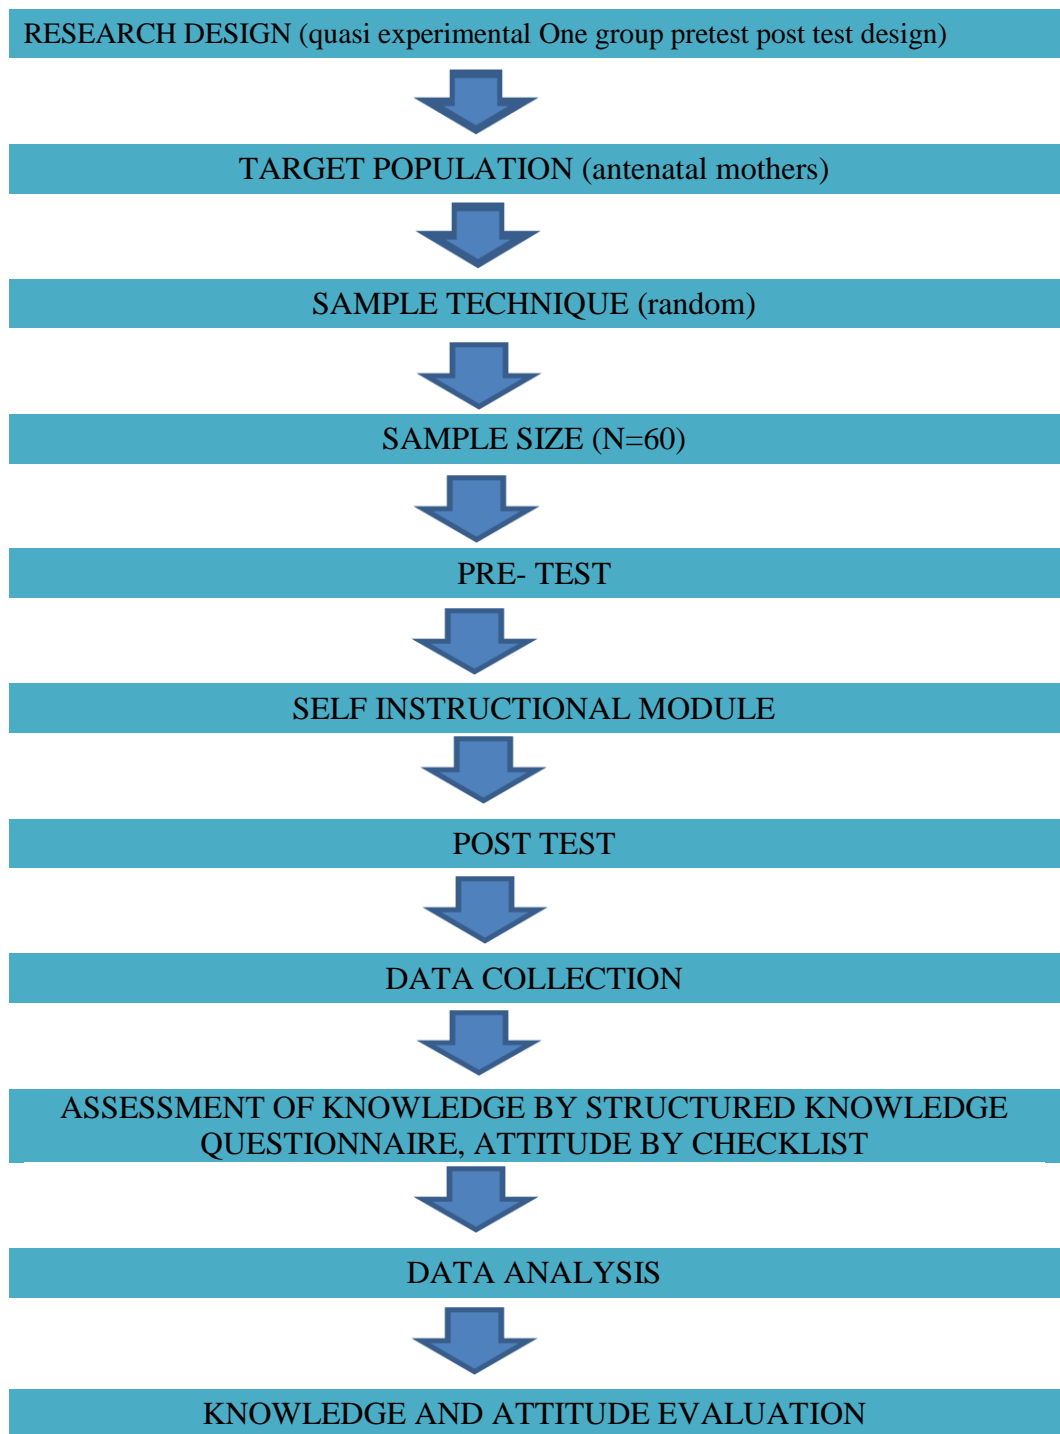 RESEARCH DESIGN (quasi experimental One group pretest post test design)
TARGET POPULATION (antenatal mothers)
SAMPLE TECHNIQUE (random)
SAMPLE SIZE (N=60)
PRE- TEST
SELF INSTRUCTIONAL MODULE
POST TEST
DATA COLLECTION
ASSESSMENT OF KNOWLEDGE BY STRUCTURED KNOWLEDGE
QUESTIONNAIRE, ATTITUDE BY CHECKLIST
DATA ANALYSIS
KNOWLEDGE AND ATTITUDE EVALUATION